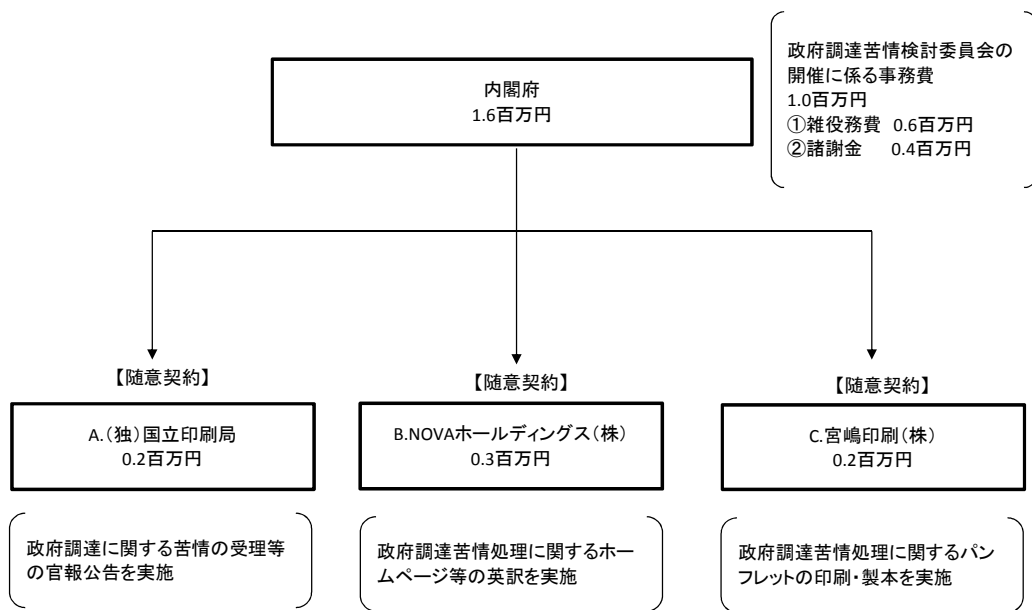 内閣府
1.6百万円
政府調達苦情検討委員会の
開催に係る事務費
1.0百万円
①雑役務費 0.6百万円
②諸謝金 0.4百万円
【随意契約】
A.(独)国立印刷局
0.2百万円
政府調達に関する苦情の受理等
の官報公告を実施
【随意契約】
B.NOVAホールディングス(株)
0.3百万円
政府調達苦情処理に関するホー
ムページ等の英訳を実施
【随意契約】
C.宮嶋印刷(株)
0.2百万円
政府調達苦情処理に関するパン
フレットの印刷・製本を実施